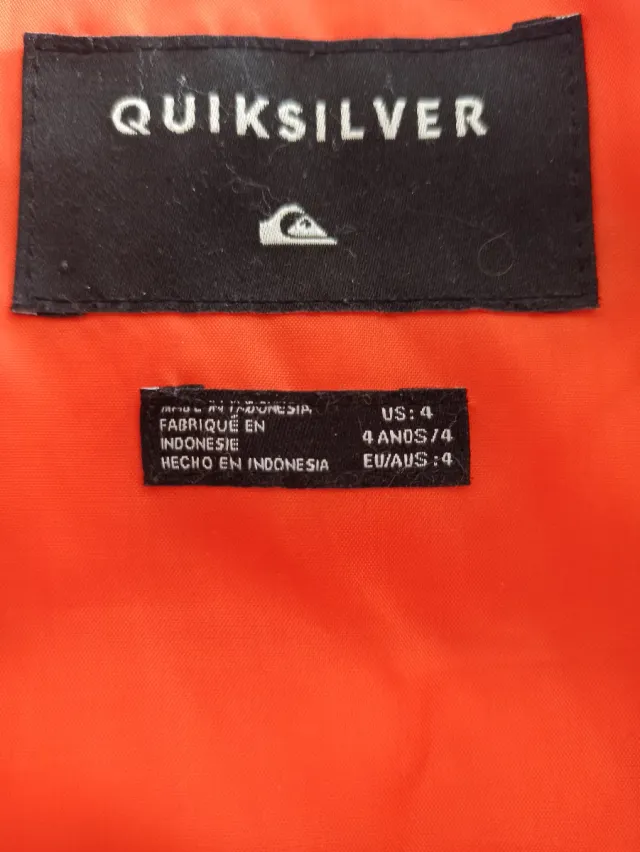 QUIKSILVER
MADE IN INDONESIA
FABRIQUÉ EN
INDONESIE
HECHO EN INDONESIA
US: 4
4 ANOS / 4
EU/AUS : 4